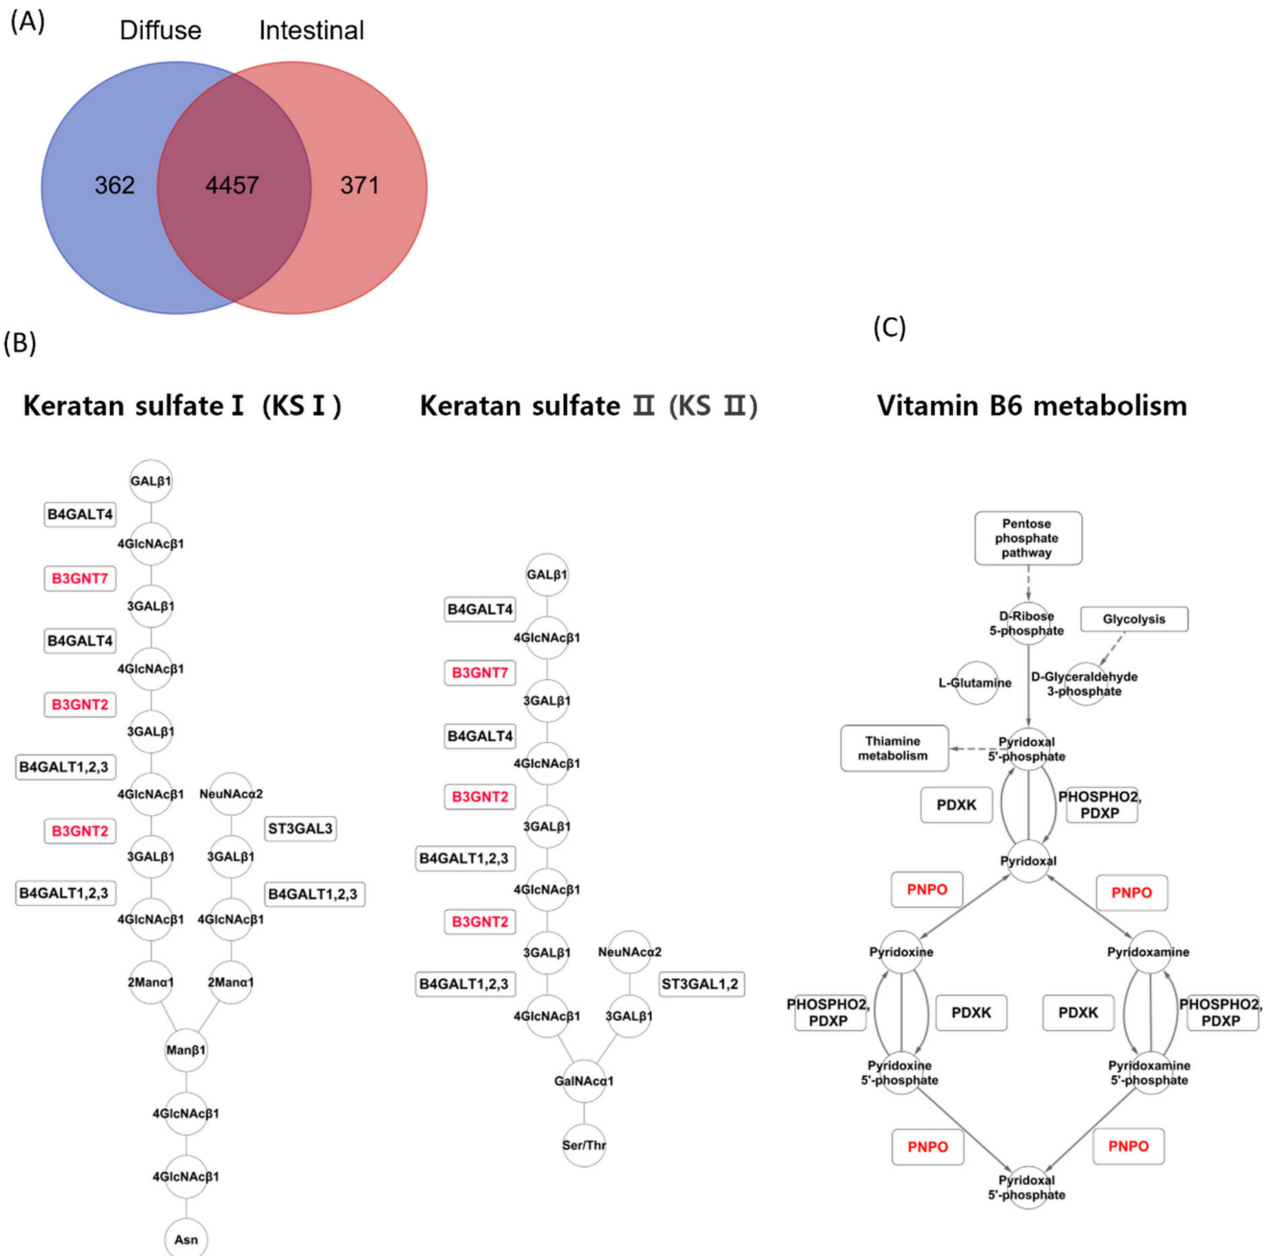 (A)
Diffuse
Intestinal
362
4457
371
(B)
Keratan sulfate Ⅰ (KS Ⅰ)
GALβ1
B4GALT4
4GlcNAcβ1
B3GNT7
3GALβ1
B4GALT4
4GlcNAcβ1
B3GNT2
3GALβ1
B4GALT1,2,3
4GlcNAcβ1
NeuNAcα2
B3GNT2
ST3GAL3
3GALβ1
3GALβ1
B4GALT1,2,3
B4GALT1,2,3
4GlcNAcβ1
4GlcNAcβ1
2Manα1
2Manα1
Manβ1
4GlcNAcβ1
4GlcNAcβ1
Asn
Keratan sulfate Ⅱ (KS Ⅱ)
GALβ1
B4GALT4
4GlcNAcβ1
B3GNT7
3GALβ1
B4GALT4
4GlcNAcβ1
B3GNT2
3GALβ1
B4GALT1,2,3
4GlcNAcβ1
B3GNT2
3GALβ1
NeuNAcα2
B4GALT1,2,3
ST3GAL1,2
4GlcNAcβ1
3GALβ1
GalNAcα1
Ser/Thr
(C)
Vitamin B6 metabolism
Pentose
phosphate
pathway
D-Ribose
5-phosphate
Glycolysis
L-Glutamine
D-Glyceraldehyde
3-phosphate
Thiamine
metabolism
Pyridoxal
5'-phosphate
PDXK
PHOSPHO2,
PDXP
Pyridoxal
PNPO
PNPO
Pyridoxine
Pyridoxamine
PHOSPHO2,
PDXP
PDXK
PDXK
PHOSPHO2,
PDXP
Pyridoxine
5'-phosphate
Pyridoxamine
5'-phosphate
PNPO
PNPO
Pyridoxal
5'-phosphate